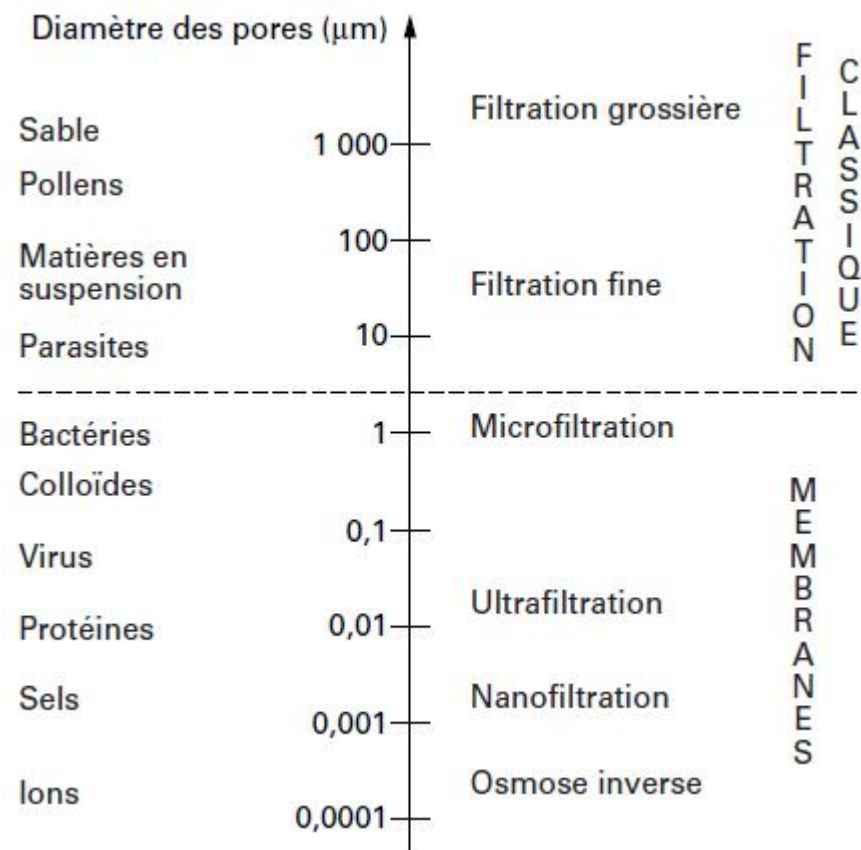 Diamètre des pores (µm)
Sable
Pollens
Matières en
suspension
Parasites
Bactéries
Colloïdes
Virus
Protéines
Sels
Ions
1 000
100
10
1
0,1
0,01
0,001
0,0001
Filtration grossière
Filtration fine
Microfiltration
Ultrafiltration
Nanofiltration
Osmose inverse
FILTRATION
CLASSIQUE
MEMBRANES